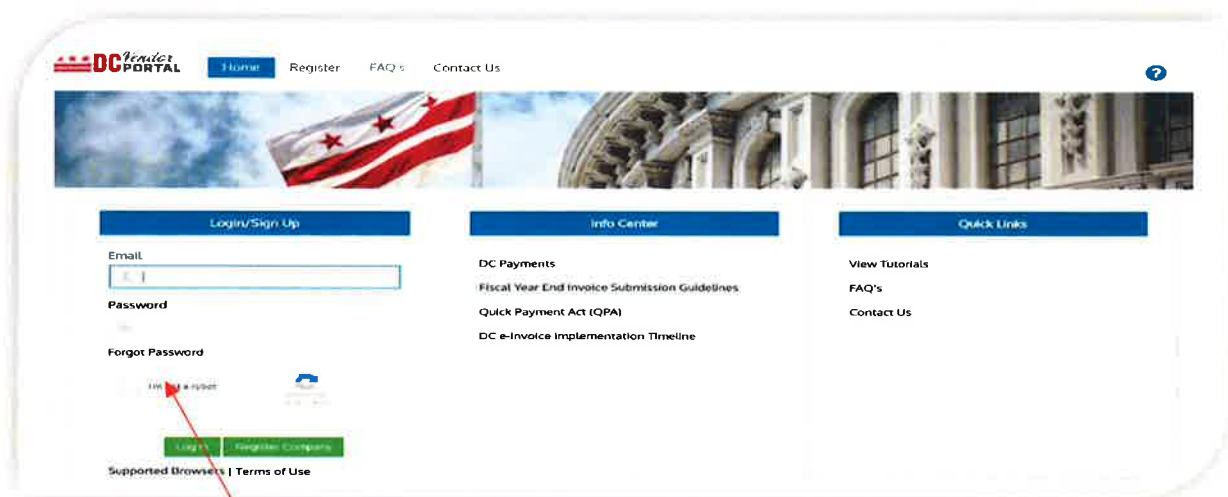 DC Vendor PORTAL
Home Register FAQ's Contact Us
?
Login/Sign Up
Email
Password
Forgot Password
I'm not a robot
Login Register Company
Supported Browsers | Terms of Use
Info Center
DC Payments
Fiscal Year End Invoice Submission Guidelines
Quick Payment Act (QPA)
DC e-Invoice Implementation Timeline
Quick Links
View Tutorials
FAQ's
Contact Us